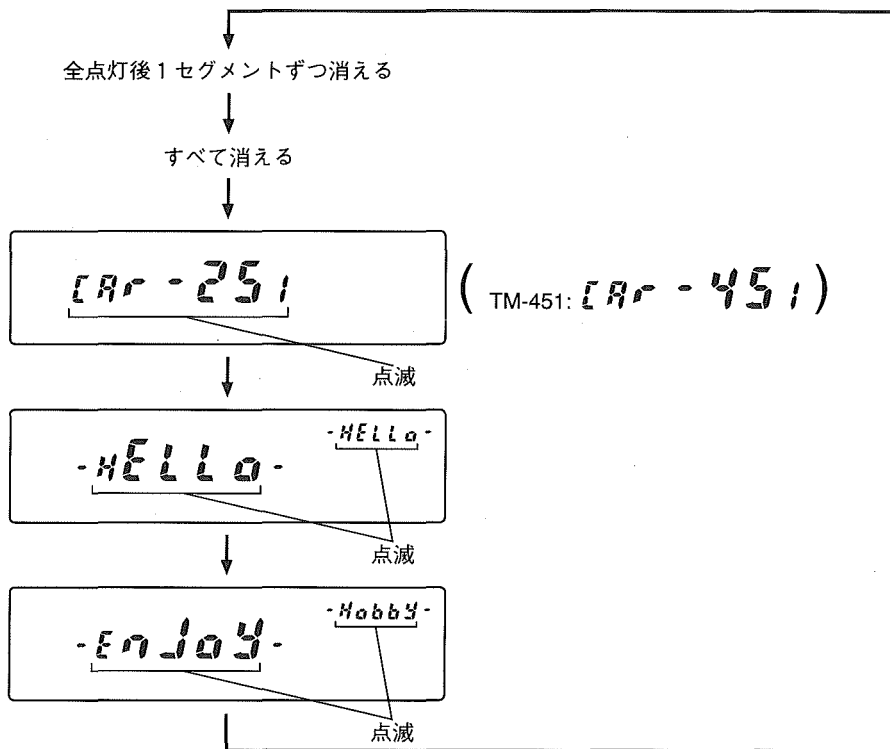 全点灯後1セグメントずつ消える
すべて消える
CAr-251
( TM-451: CAr-451 )
点滅
-HELLo-
-HELLo-
点滅
-Hobby-
-EnJoy-
点滅